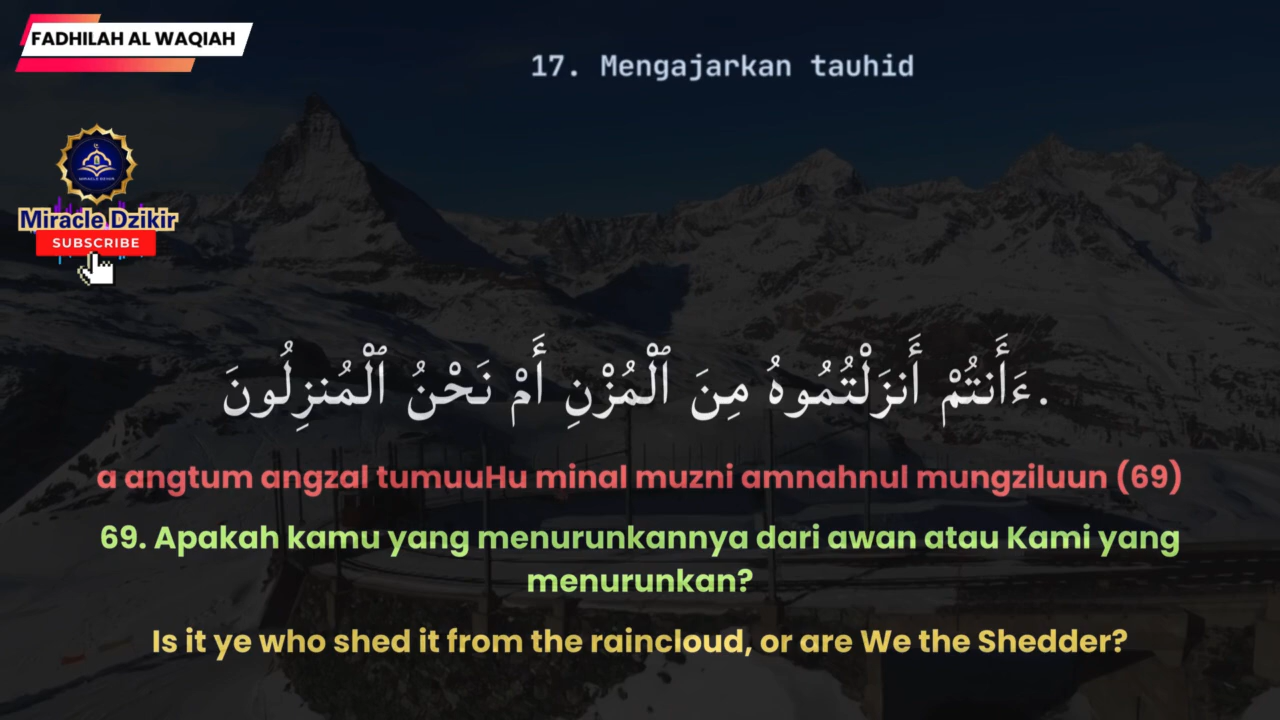 FADHILAH AL WAQIAH
17. Mengajarkan tauhid
Miracle Dzikir
SUBSCRIBE
ءَأَنتُمْ أَنزَلْتُمُوهُ مِنَ ٱلْمُزْنِ أَمْ نَحْنُ ٱلْمُنزِلُونَ.
a angtum angzal tumuuHu minal muzni amnahnul mungziluun (69)
69. Apakah kamu yang menurunkannya dari awan atau Kami yang
menurunkan?
Is it ye who shed it from the raincloud, or are We the Shedder?